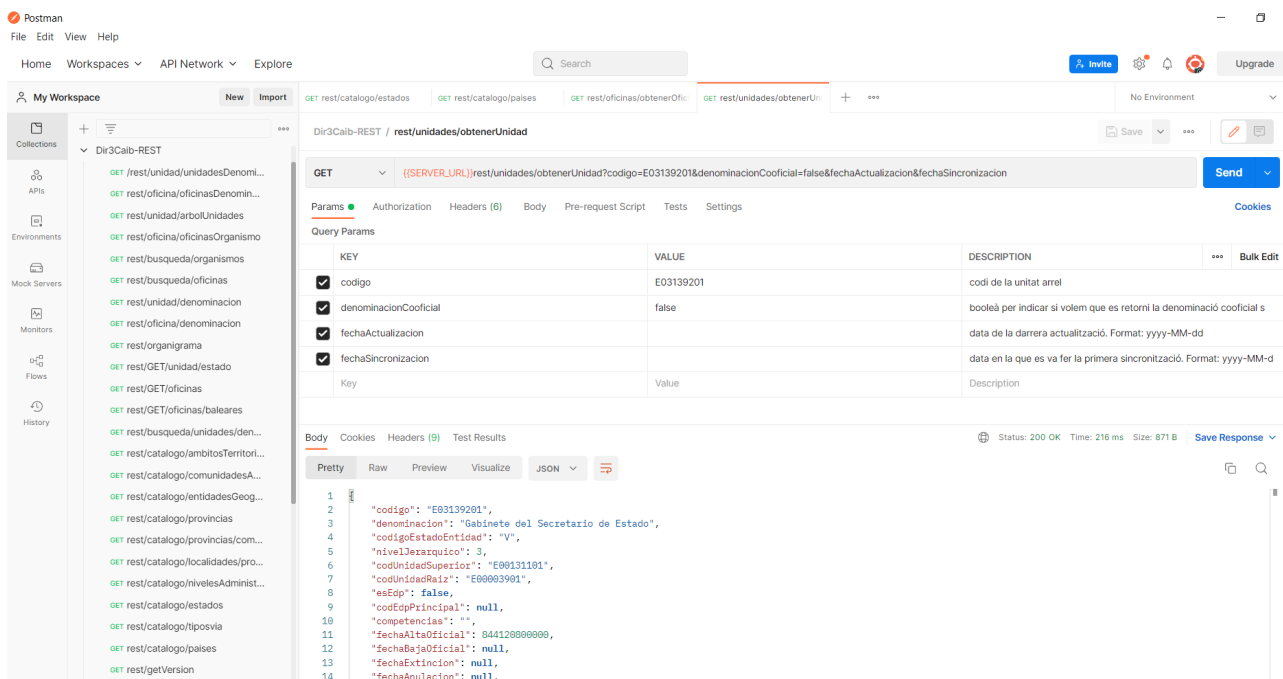 Postman
File Edit View Help
Home Workspaces API Network Explore Search Invite Upgrade
My Workspace New Import GET rest/catalogo/estados GET rest/catalogo/paises GET rest/oficinas/obtenerOfic GET rest/unidades/obtenerUn No Environment
Collections
APIs
Environments
Mock Servers
Monitors
Flows
History
Dir3Caib-REST
GET /rest/unidad/unidadesDenomi...
GET rest/oficina/oficinasDenomin...
GET rest/unidad/arbolUnidades
GET rest/oficina/oficinasOrganismo
GET rest/busqueda/organismos
GET rest/busqueda/oficinas
GET rest/unidad/denominacion
GET rest/oficina/denominacion
GET rest/organigrama
GET rest/GET/unidad/estado
GET rest/GET/oficinas
GET rest/GET/oficinas/baleares
GET rest/busqueda/unidades/den...
GET rest/catalogo/ambitosTerritori...
GET rest/catalogo/comunidadesA...
GET rest/catalogo/entidadesGeog...
GET rest/catalogo/provincias
GET rest/catalogo/provincias/com...
GET rest/catalogo/localidades/pro...
GET rest/catalogo/nivelesAdminist...
GET rest/catalogo/estados
GET rest/catalogo/tiposvia
GET rest/catalogo/paises
GET rest/getVersion
Dir3Caib-REST / rest/unidades/obtenerUnidad Save
GET {{SERVER_URL}}rest/unidades/obtenerUnidad?codigo=E03139201&denominacionCooficial=false&fechaActualizacion&fechaSincronizacion Send
Params Authorization Headers (6) Body Pre-request Script Tests Settings Cookies
Query Params
KEY VALUE DESCRIPTION Bulk Edit
codigo E03139201 codi de la unitat arrel
denominacionCooficial false booleà per indicar si volem que es retorni la denominació cooficial s
fechaActualizacion data de la darrera actualització. Format: yyyy-MM-dd
fechaSincronizacion data en la que es va fer la primera sincronització. Format: yyyy-MM-d
Key Value Description
Body Cookies Headers (9) Test Results Status: 200 OK Time: 216 ms Size: 871 B Save Response
Pretty Raw Preview Visualize JSON
1 {
2 "codigo": "E03139201",
3 "denominacion": "Gabinete del Secretario de Estado",
4 "codigoEstadoEntidad": "V",
5 "nivelJerarquico": 3,
6 "codUnidadSuperior": "E00131101",
7 "codUnidadRaiz": "E00003901",
8 "esEdp": false,
9 "codEdpPrincipal": null,
10 "competencias": "",
11 "fechaAltaOficial": 844120800000,
12 "fechaBajaOficial": null,
13 "fechaExtincion": null,
14 "fechaAnulacion": null,